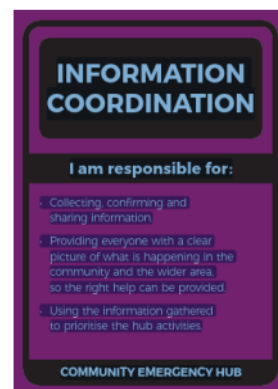 INFORMATION
COORDINATION
I am responsible for:
· Collecting, confirming and
sharing information.
· Providing everyone with a clear
picture of what is happening in the
community and the wider area,
so the right help can be provided.
· Using the information gathered
to prioritise the hub activities.
COMMUNITY EMERGENCY HUB